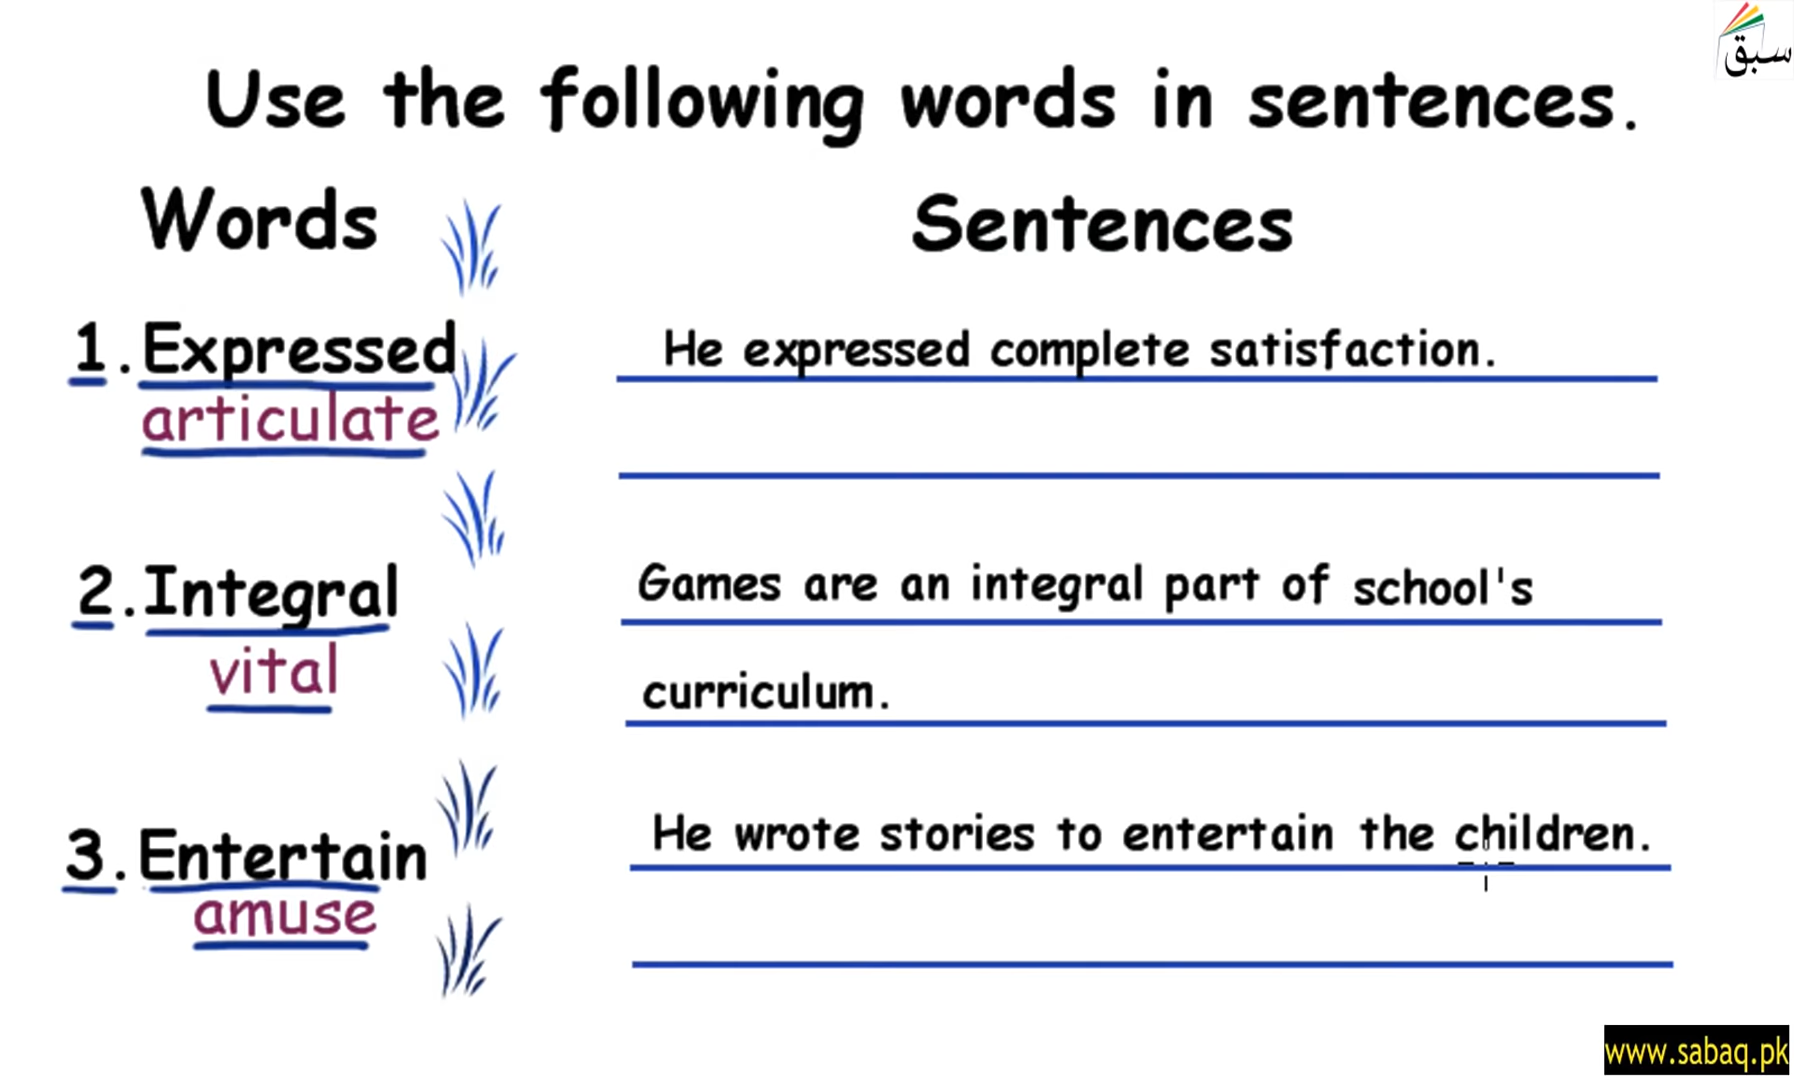 سبق
Use the following words in sentences.
Words Sentences
1. Expressed He expressed complete satisfaction.
articulate
2. Integral Games are an integral part of school's
vital curriculum.
3. Entertain He wrote stories to entertain the children.
amuse
www.sabaq.pk